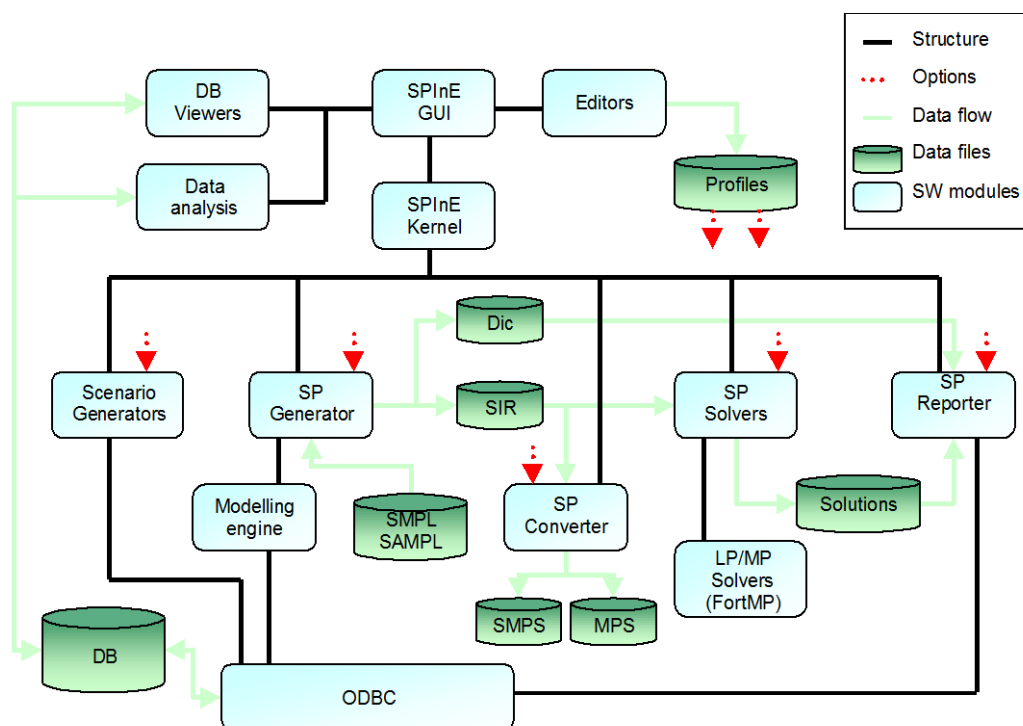 Structure
Options
Data flow
Data files
SW modules
DB
Viewers
SPInE
GUI
Editors
Data
analysis
SPInE
Kernel
Profiles
Dic
Scenario
Generators
SP
Generator
SIR
SP
Solvers
SP
Reporter
Modelling
engine
SMPL
SAMPL
SP
Converter
Solutions
LP/MP
Solvers
(FortMP)
SMPS
MPS
DB
ODBC